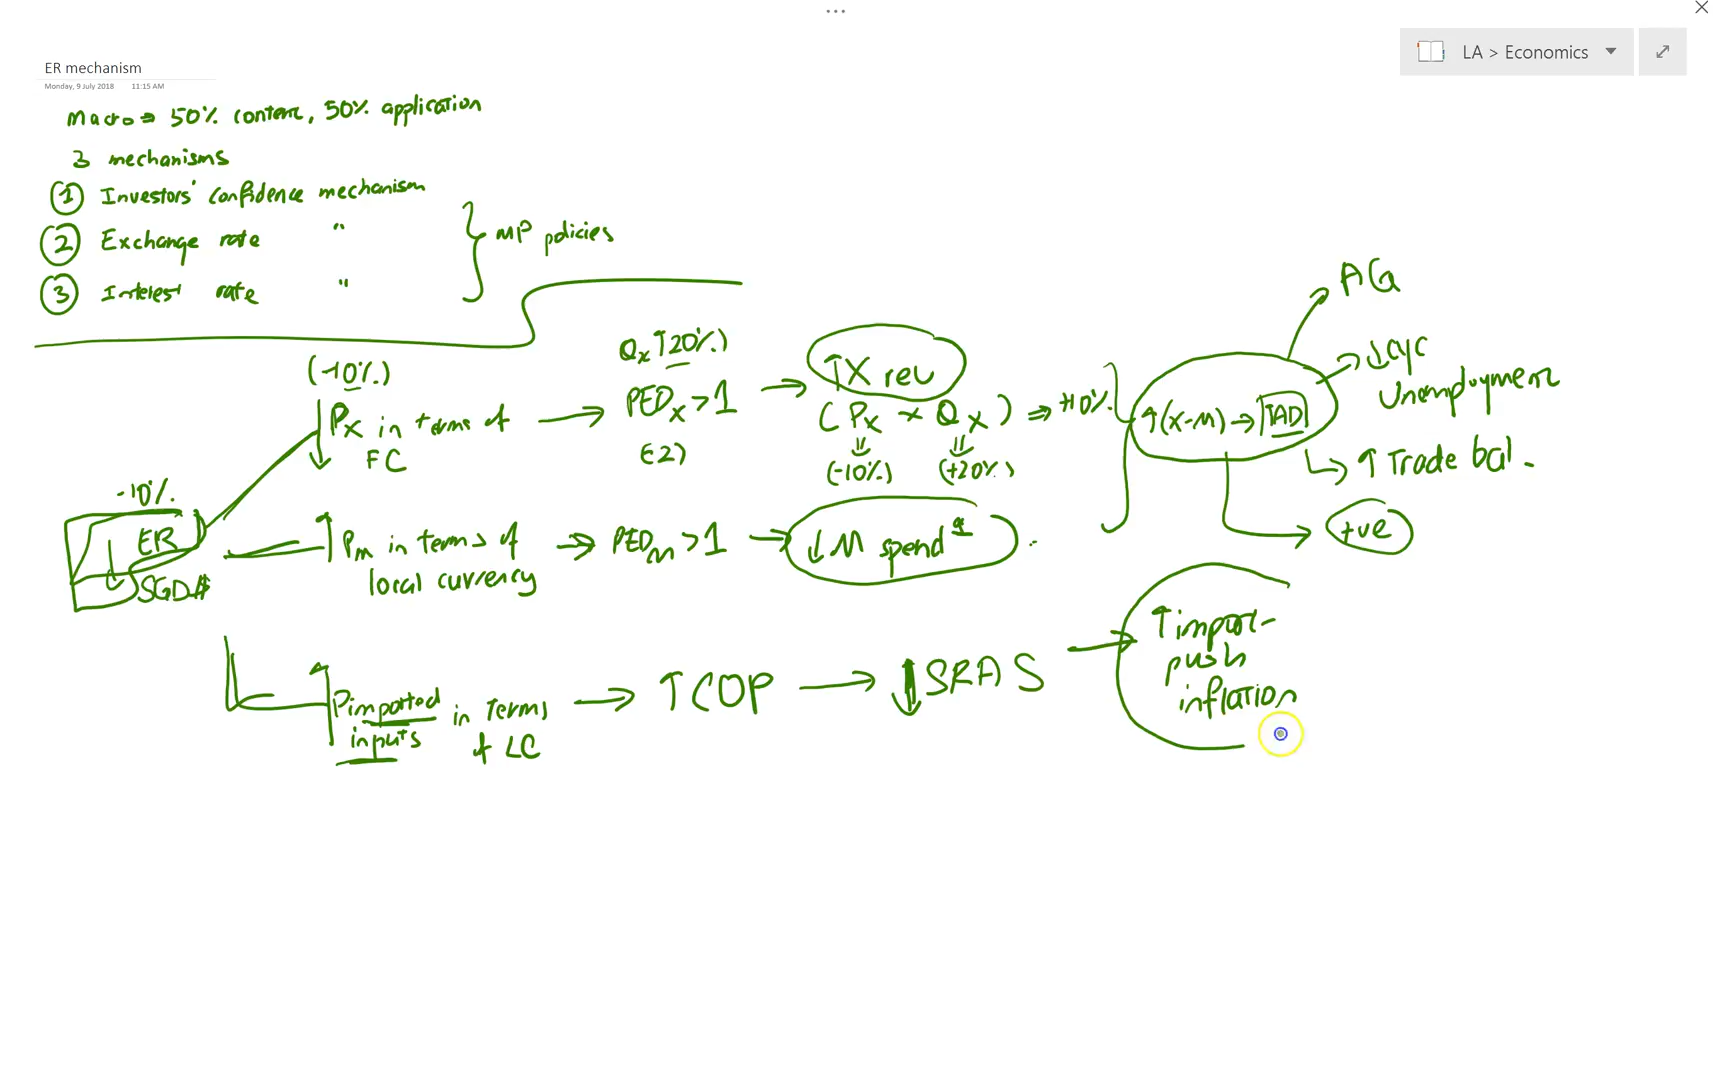 LA > Economics
ER mechanism
Monday, 9 July 2018 11:15 AM
Macro ⇒ 50% content, 50% application
3 mechanisms
① Investors' confidence mechanism
② Exchange rate "
③ Interest rate "
MP policies
-10%
↓ ER
SGD$
(-10%)
↓ Px in terms of
FC
→
Qx ↑20%)
PEDx >1
(2)
→
↑X rev
(Px × Qx) ⇒ +10%
(-10%) (+20%)
↑ Pm in terms of
local currency
→ PEDm >1 → ↓M spend
↑(X-M) → ↑AD
AG
↓cyc
Unemployment
↑ Trade bal.
+ve
↑ Pimported in terms
inputs of LC
→ ↑COP → ↓SRAS →
↑ import-
push
inflation